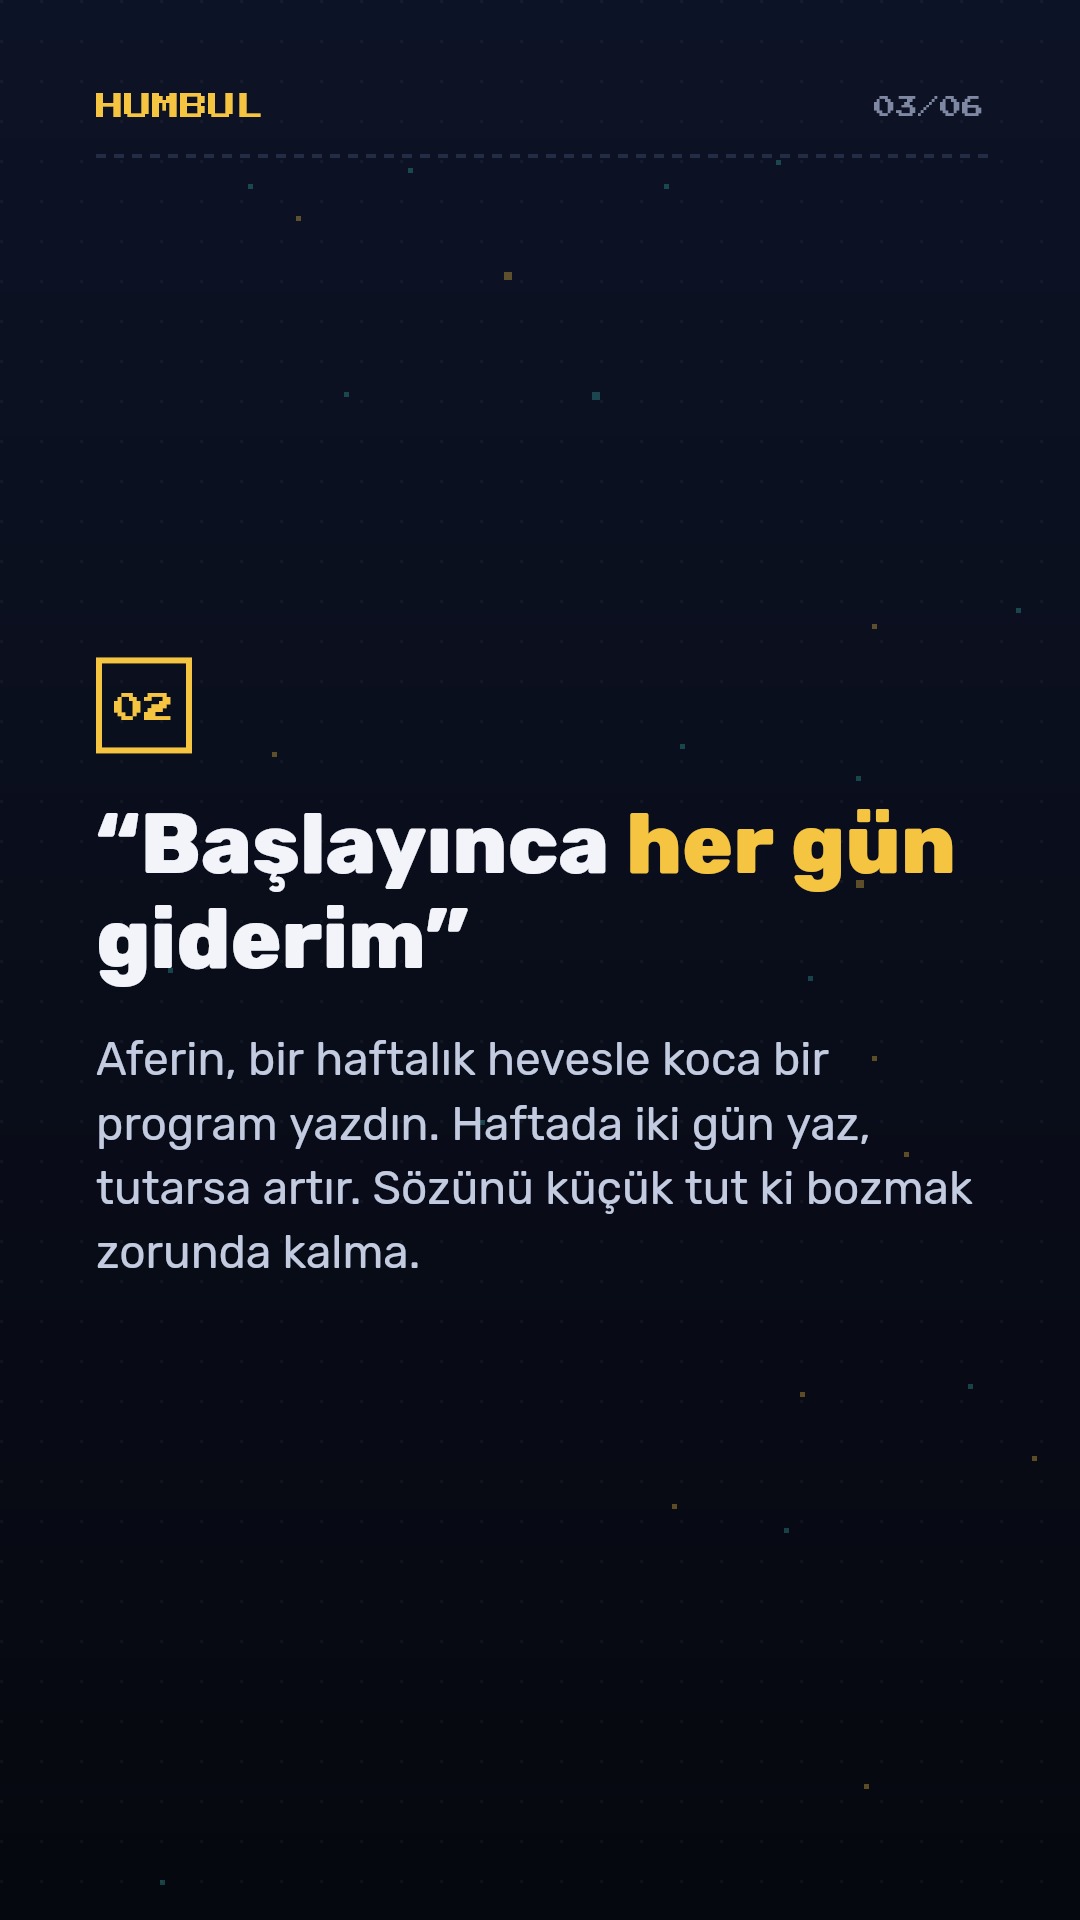 HUMBUL
03/06
02
“Başlayınca her gün
giderim”
Aferin, bir haftalık hevesle koca bir
program yazdın. Haftada iki gün yaz,
tutarsa artır. Sözünü küçük tut ki bozmak
zorunda kalma.